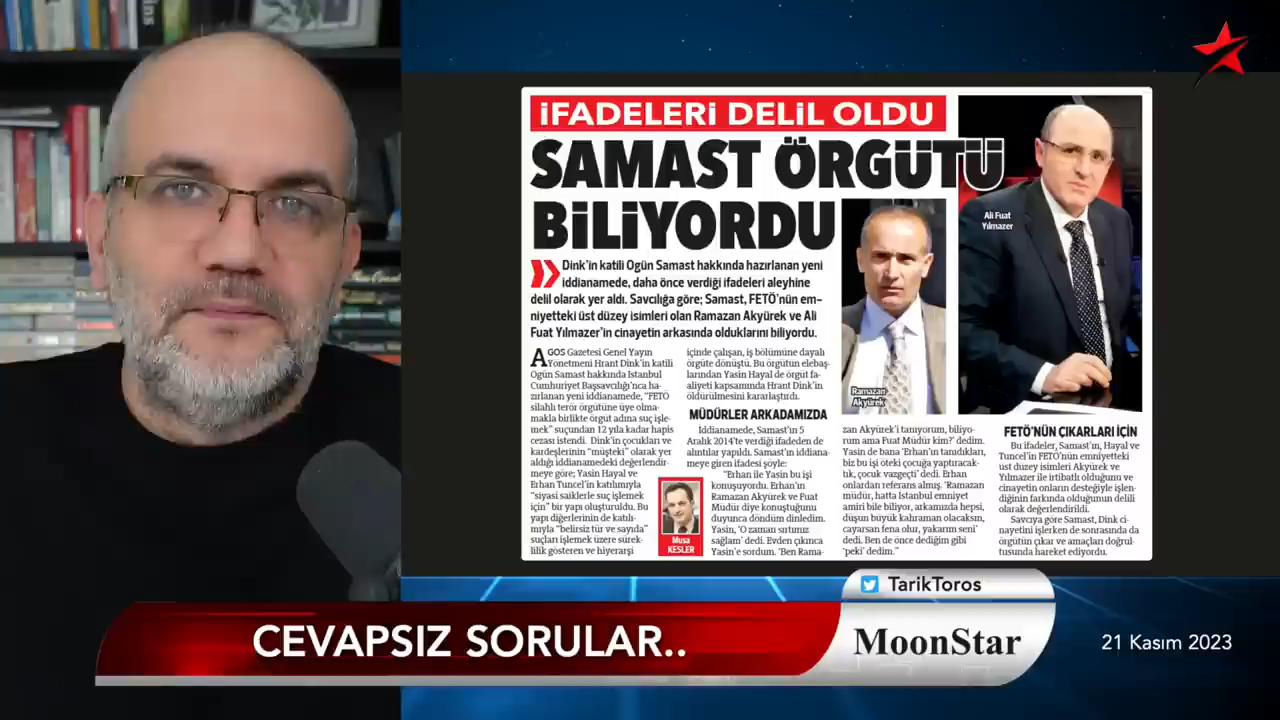 İFADELERİ DELİL OLDU
SAMAST ÖRGÜTÜ
BİLİYORDU
Dink'in katili Ogün Samast hakkında hazırlanan yeni
iddianamede, daha önce verdiği ifadeleri aleyhine
delil olarak yer aldı. Savcılığa göre; Samast, FETÖ'nün em-
niyetteki üst düzey isimleri olan Ramazan Akyürek ve Ali
Fuat Yılmazer'in cinayetin arkasında olduklarını biliyordu.
AGOS Gazetesi Genel Yayın
Yönetmeni Hrant Dink'in katili
Ogün Samast hakkında İstanbul
Cumhuriyet Başsavcılığı'nca ha-
zırlanan yeni iddianamede, "FETÖ
silahlı terör örgütüne üye olma-
makla birlikte örgüt adına suç işle-
mek" suçundan 12 yıla kadar hapis
cezası istendi. Dink'in çocukları ve
kardeşlerinin "müşteki" olarak yer
aldığı iddianamedeki değerlendir-
meye göre; Yasin Hayal ve
Erhan Tuncel'in katılımıyla
"siyasi saiklerle suç işlemek
için" bir yapı oluşturuldu. Bu
yapı diğerlerinin de katılı-
mıyla "belirsiz tür ve sayıda"
suçları işlemek üzere sürek-
lilik gösteren ve hiyerarşi
içinde çalışan, iş bölümüne dayalı
örgüte dönüştü. Bu örgütün elebaş-
larından Yasin Hayal de örgüt fa-
aliyeti kapsamında Hrant Dink'in
öldürülmesini kararlaştırdı.
MÜDÜRLER ARKADAMIZDA
İddianamede, Samast'ın 5
Aralık 2014'te verdiği ifadeden de
alıntılar yapıldı. Samast'ın iddiana-
meye giren ifadesi şöyle:
"Erhan ile Yasin bu işi
konuşuyordu. Erhan'ın
Ramazan Akyürek ve Fuat
Müdür diye konuştuğunu
duyunca döndüm dinledim.
Yasin, 'O zaman sırtımız
sağlam' dedi. Evden çıkınca
Yasin'e sordum. 'Ben Rama-
Musa
KESLER
zan Akyürek'i tanıyorum, biliyo-
rum ama Fuat Müdür kim?' dedim.
Yasin de bana 'Erhan'ın tanıdıkları,
biz bu işi öteki çocuğa yaptıracak-
tık, çocuk vazgeçti' dedi. Erhan
onlardan referans almış. 'Ramazan
müdür, hatta İstanbul emniyet
amiri bile biliyor, arkamızda hepsi,
düşün büyük kahraman olacaksın,
cayarsan fena olur, yakarım seni'
dedi. Ben de önce dediğim gibi
'peki' dedim."
FETÖ'NÜN ÇIKARLARI İÇİN
Bu ifadeler, Samast'ın, Hayal ve
Tuncel'in FETÖ'nün emniyetteki
üst düzey isimleri Akyürek ve
Yılmazer ile irtibatlı olduğunu ve
cinayetin onların desteğiyle işlen-
diğinin farkında olduğunun delili
olarak değerlendirildi.
Savcıya göre Samast, Dink ci-
nayetini işlerken de sonrasında da
örgütün çıkar ve amaçları doğrul-
tusunda hareket ediyordu.
Ramazan
Akyürek
Ali Fuat
Yılmazer
TarikToros
CEVAPSIZ SORULAR..
MoonStar
21 Kasım 2023